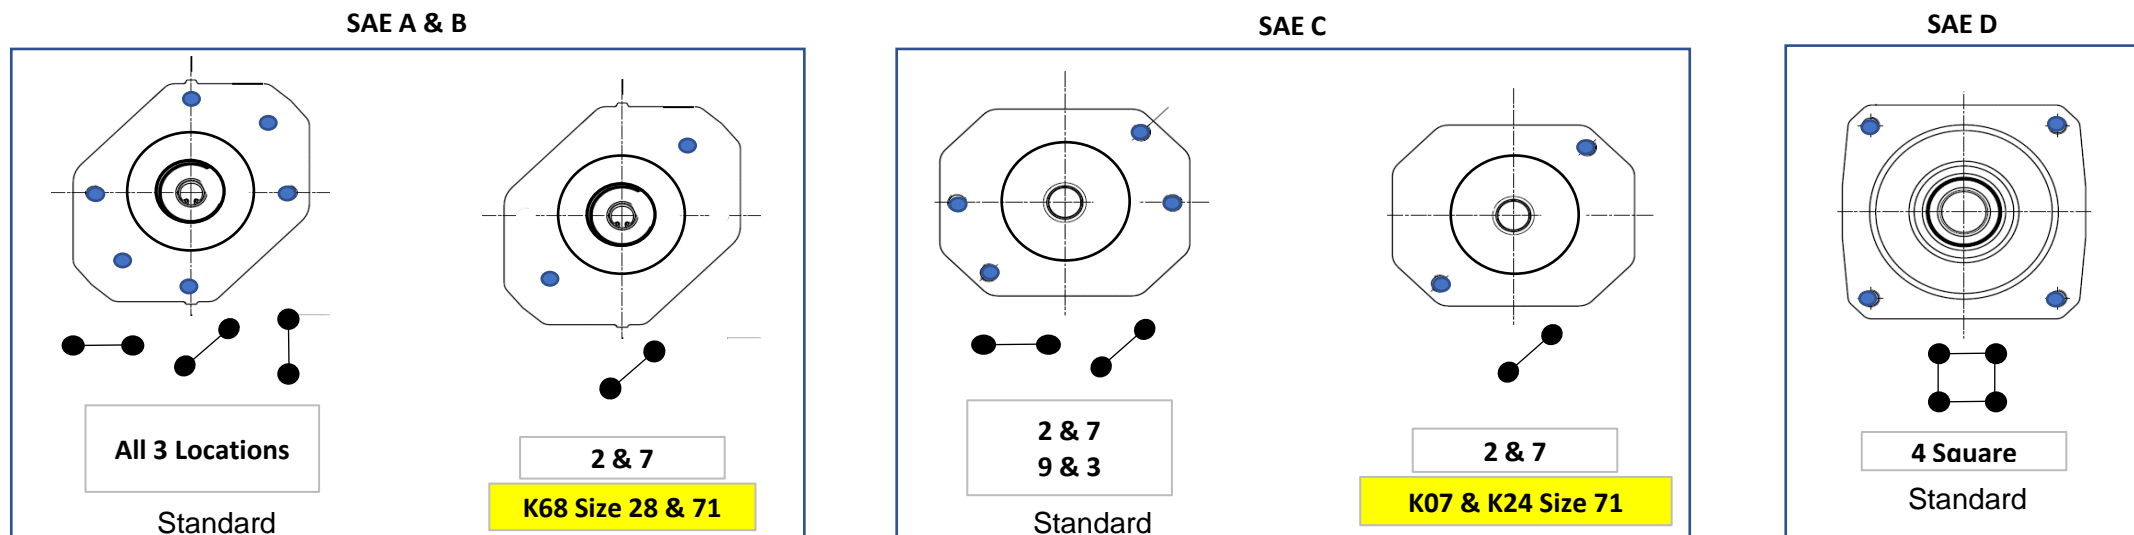 SAE A & B
All 3 Locations
Standard
2 & 7
K68 Size 28 & 71
SAE C
2 & 7
9 & 3
Standard
2 & 7
K07 & K24 Size 71
SAE D
4 Square
Standard